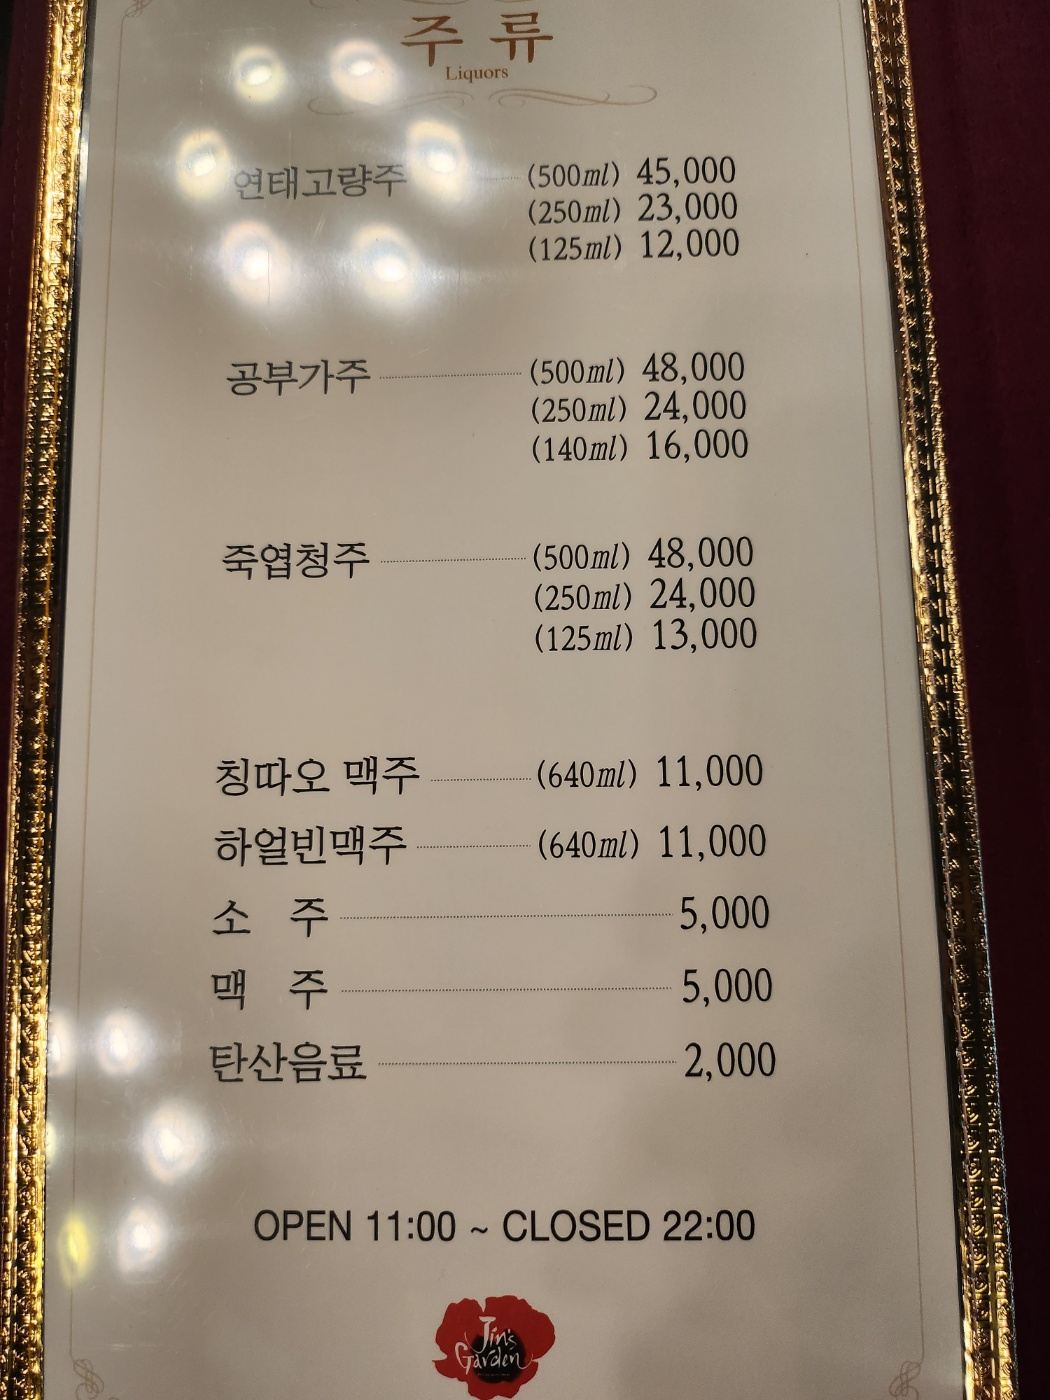 주 류
Liquors
연태고량주 (500ml) 45,000
(250ml) 23,000
(125ml) 12,000
공부가주 (500ml) 48,000
(250ml) 24,000
(140ml) 16,000
죽엽청주 (500ml) 48,000
(250ml) 24,000
(125ml) 13,000
칭따오 맥주 (640ml) 11,000
하얼빈맥주 (640ml) 11,000
소 주 5,000
맥 주 5,000
탄산음료 2,000
OPEN 11:00 ~ CLOSED 22:00
Jin's
Garden